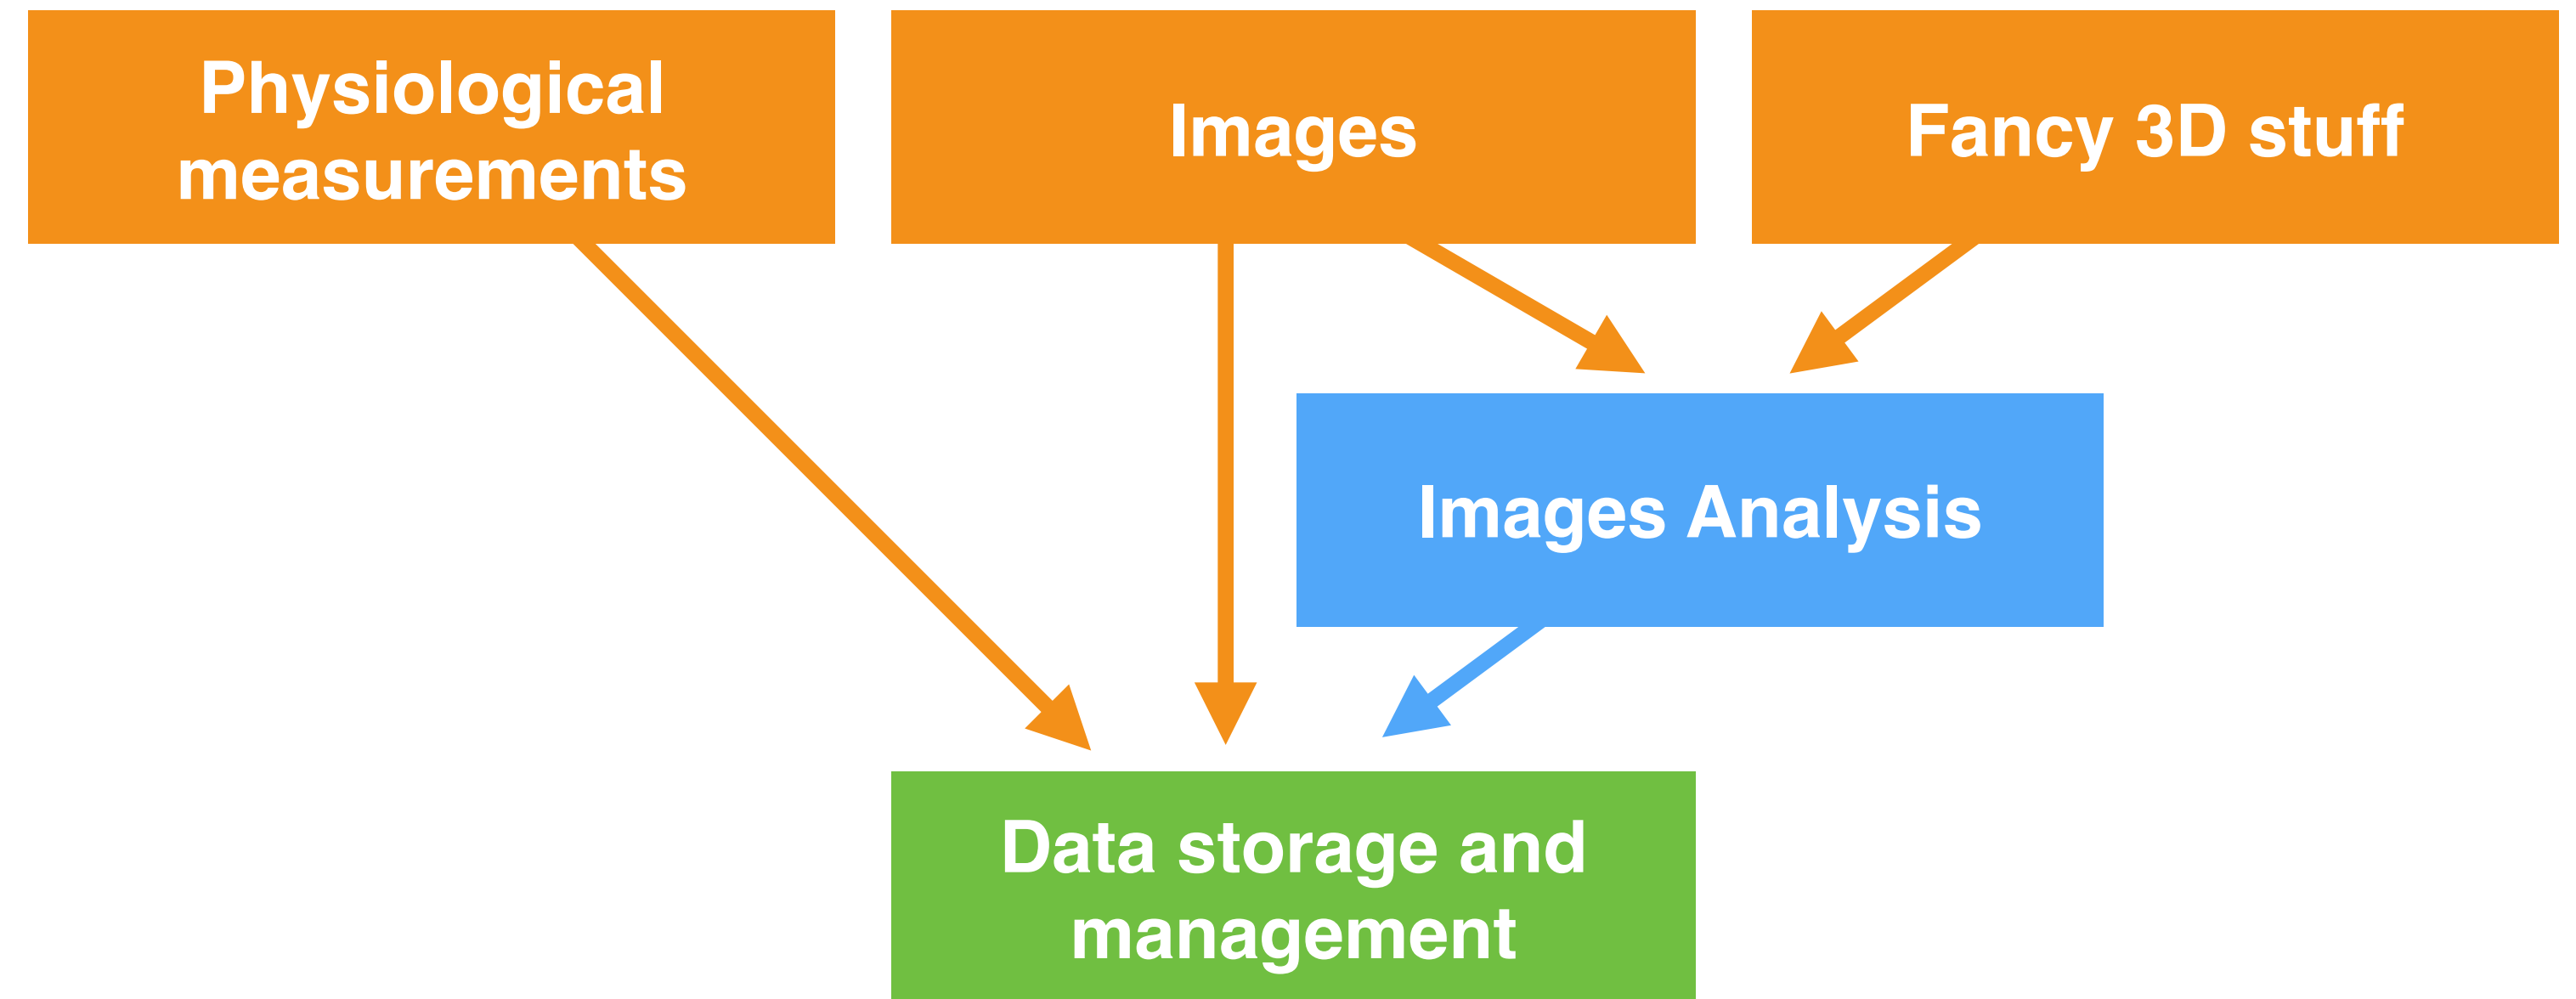 Physiological
measurements
Images
Fancy 3D stuff
Images Analysis
Data storage and
management